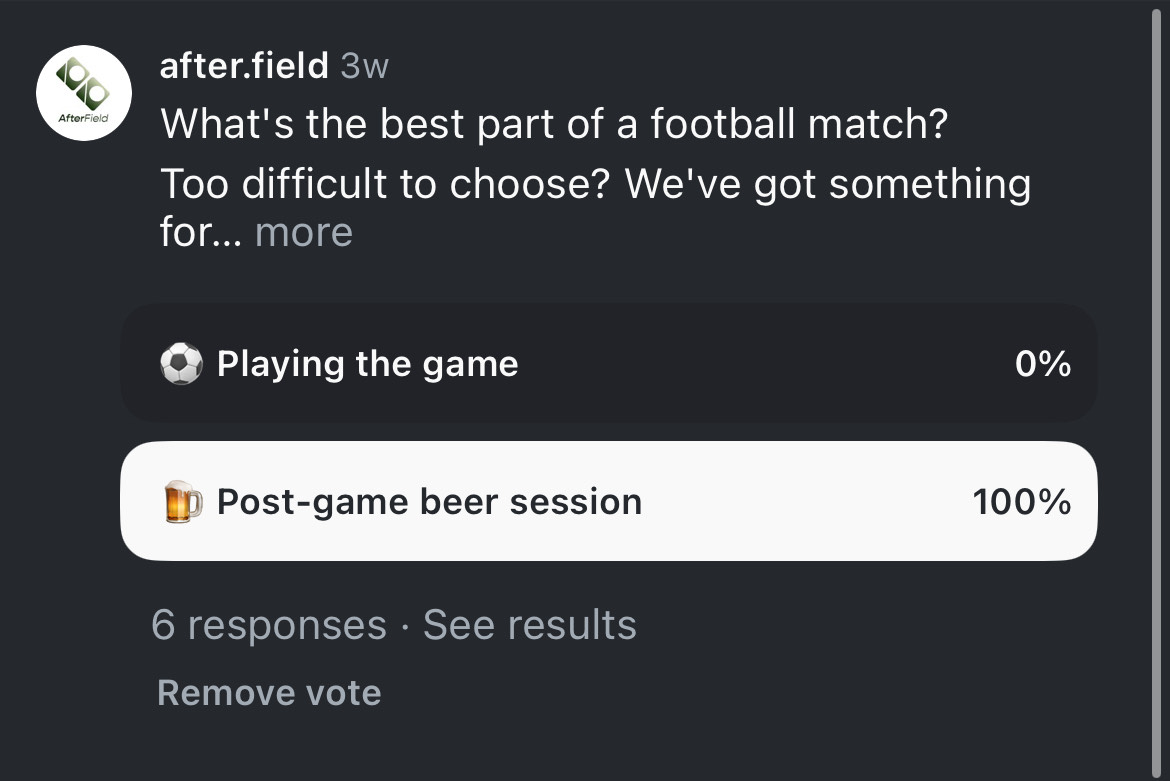 after.field 3w
AfterField
What's the best part of a football match?
Too difficult to choose? We've got something
for... more
⚽ Playing the game 0%
🍺 Post-game beer session 100%
6 responses · See results
Remove vote